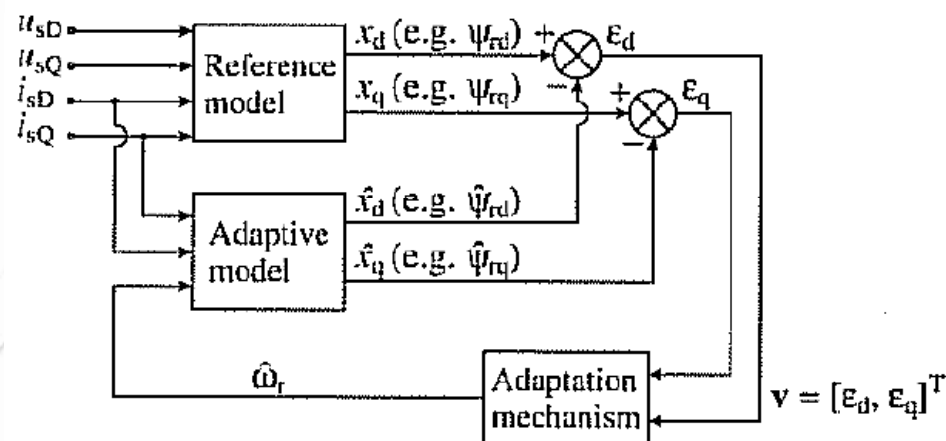 u_sD
u_sQ
i_sD
i_sQ
Reference
model
x_d (e.g. ψ_rd)
x_q (e.g. ψ_rq)
+
−
ε_d
+
−
ε_q
Adaptive
model
x̂_d (e.g. ψ̂_rd)
x̂_q (e.g. ψ̂_rq)
ω̂_r
Adaptation
mechanism
v = [ε_d, ε_q]^T